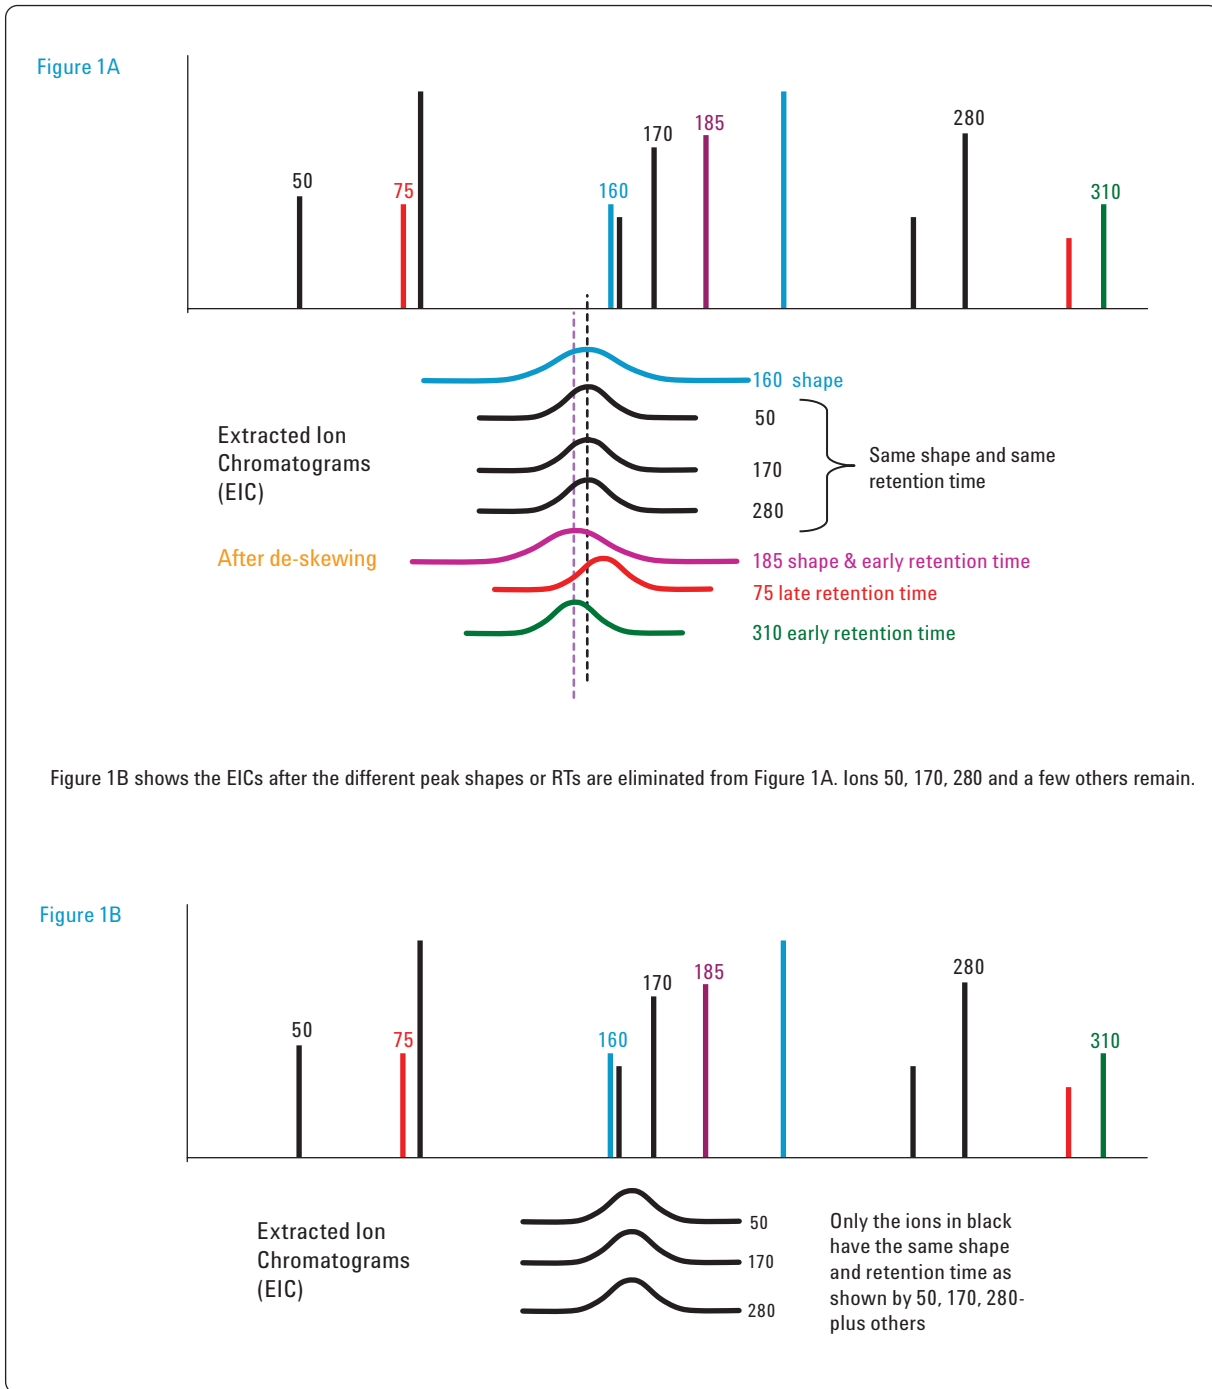 Figure 1A
50
75
160
170
185
280
310
160 shape
50
170
280
Same shape and same
retention time
Extracted Ion
Chromatograms
(EIC)
After de-skewing
185 shape & early retention time
75 late retention time
310 early retention time
Figure 1B shows the EICs after the different peak shapes or RTs are eliminated from Figure 1A. Ions 50, 170, 280 and a few others remain.
Figure 1B
50
75
160
170
185
280
310
Extracted Ion
Chromatograms
(EIC)
50
170
280
Only the ions in black
have the same shape
and retention time as
shown by 50, 170, 280-
plus others